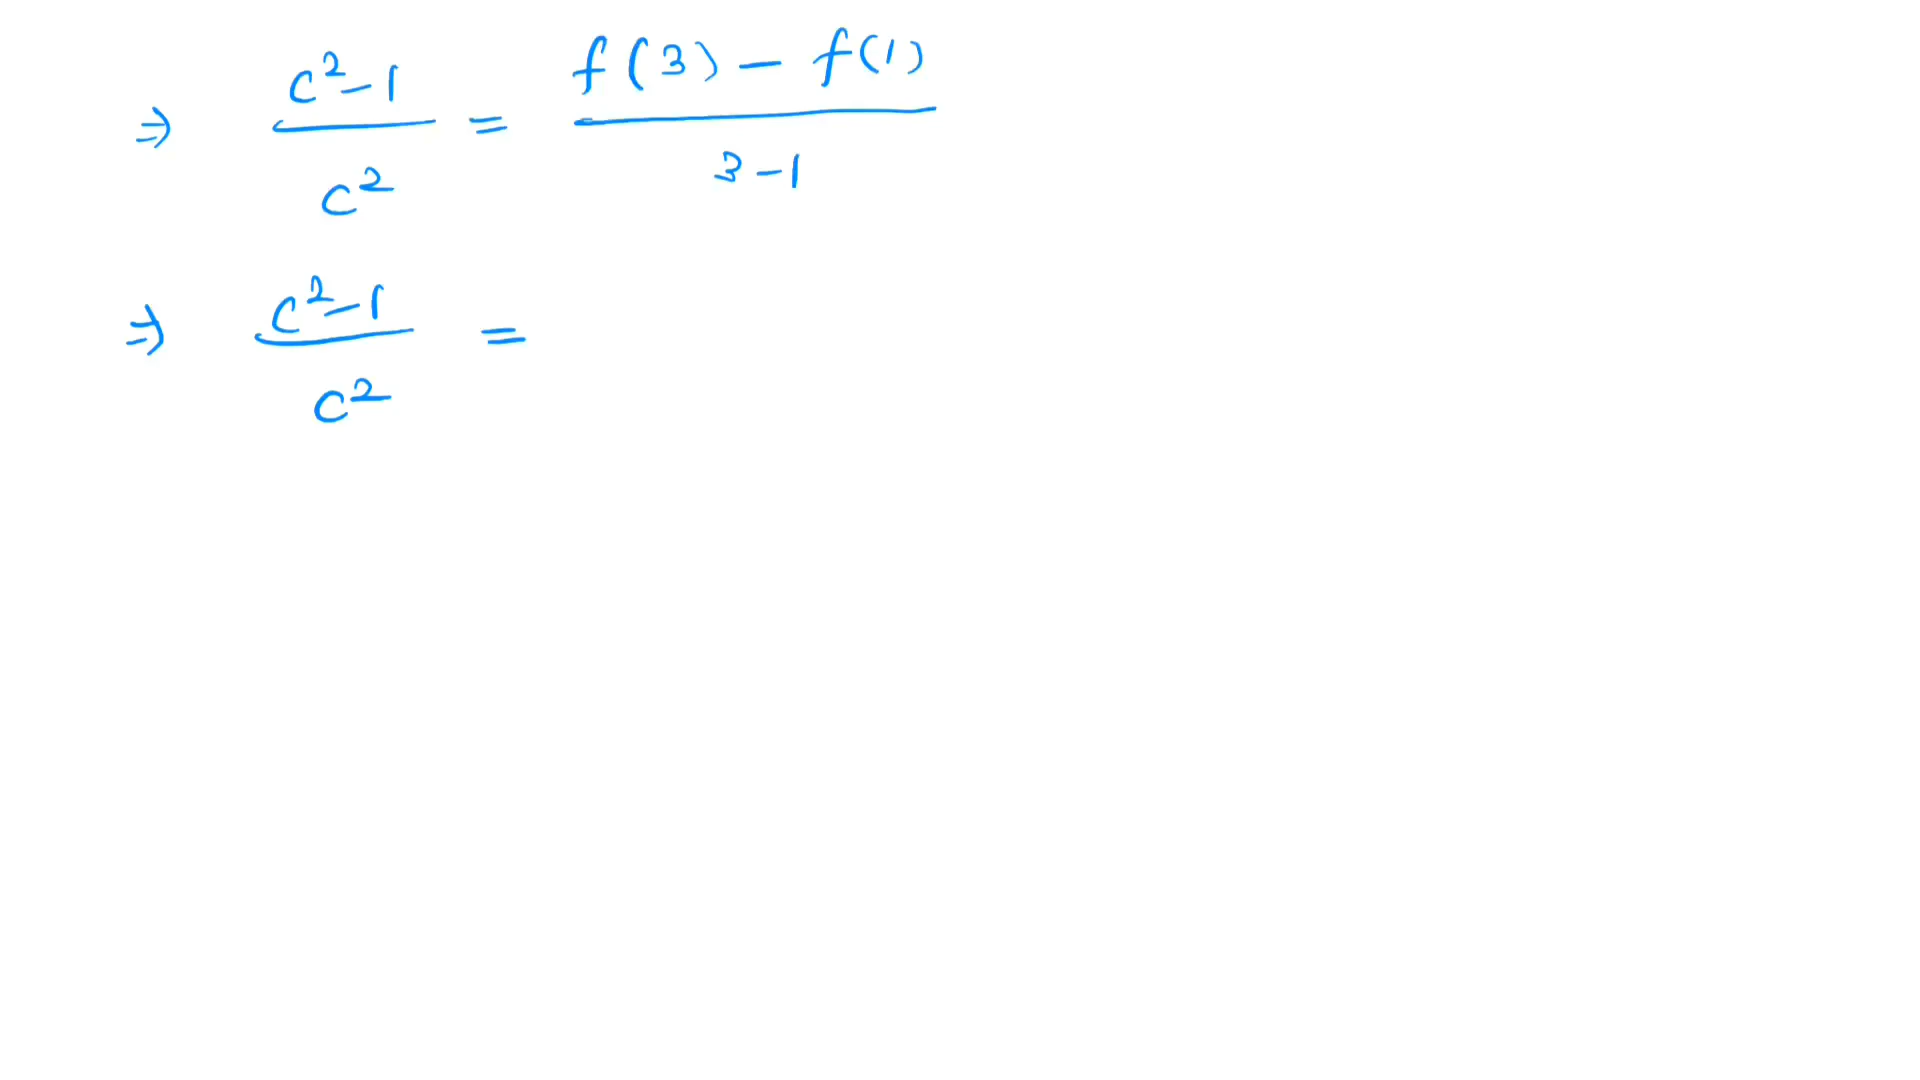 ⇒ (c²-1)/c² = (f(3) - f(1))/(3-1)
⇒ (c²-1)/c² =